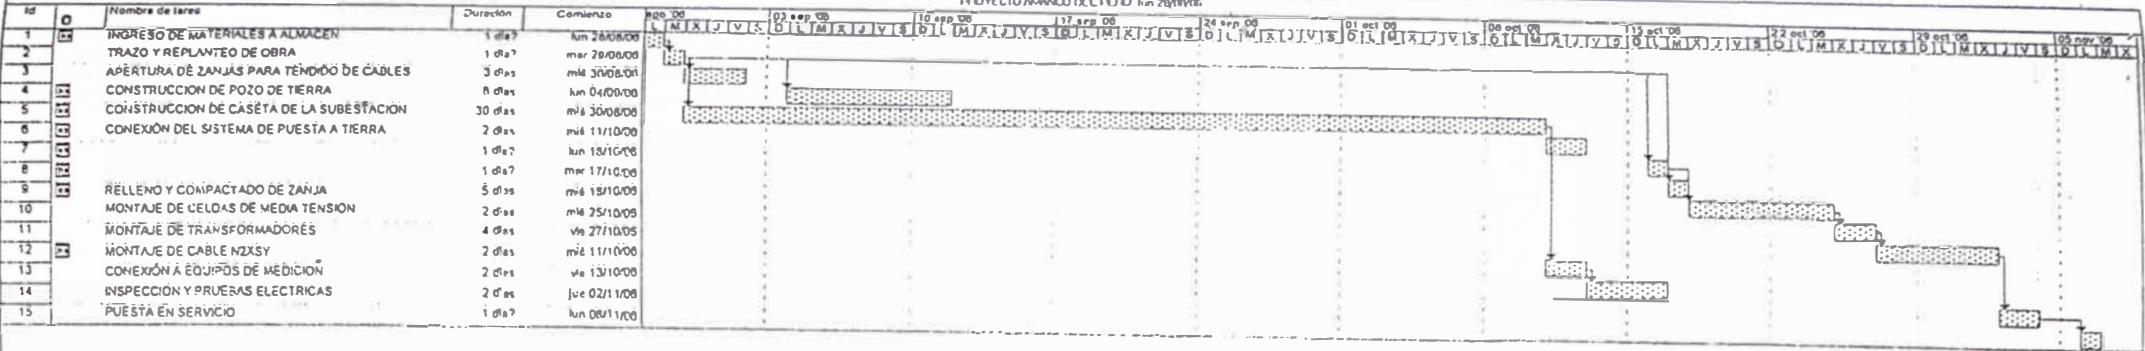 Id Nombre de tarea Duración Comienzo ago '06 03 sep '06 10 sep '06 17 sep '06 24 sep '06 01 oct '06 08 oct '06 15 oct '06 22 oct '06 29 oct '06 05 nov '06
1 INGRESO DE MATERIALES A ALMACEN 1 día? lun 28/08/06
2 TRAZO Y REPLANTEO DE OBRA 1 día? mar 29/08/06
3 APERTURA DE ZANJAS PARA TENDIDO DE CABLES 3 días mié 30/08/06
4 CONSTRUCCION DE POZO DE TIERRA 8 días lun 04/09/06
5 CONSTRUCCION DE CASETA DE LA SUBESTACION 30 días mié 30/08/06
6 CONEXIÓN DEL SISTEMA DE PUESTA A TIERRA 2 días mié 11/10/06
7 1 día? lun 16/10/06
8 1 día? mar 17/10/06
9 RELLENO Y COMPACTADO DE ZANJA 5 días mié 18/10/06
10 MONTAJE DE CELDAS DE MEDIA TENSIÓN 2 días mié 25/10/06
11 MONTAJE DE TRANSFORMADORES 4 días vie 27/10/06
12 MONTAJE DE CABLE N2XSY 2 días mié 11/10/06
13 CONEXIÓN A EQUIPOS DE MEDICION 2 días vie 13/10/06
14 INSPECCIÓN Y PRUEBAS ELECTRICAS 2 días jue 02/11/06
15 PUESTA EN SERVICIO 1 día? lun 06/11/06